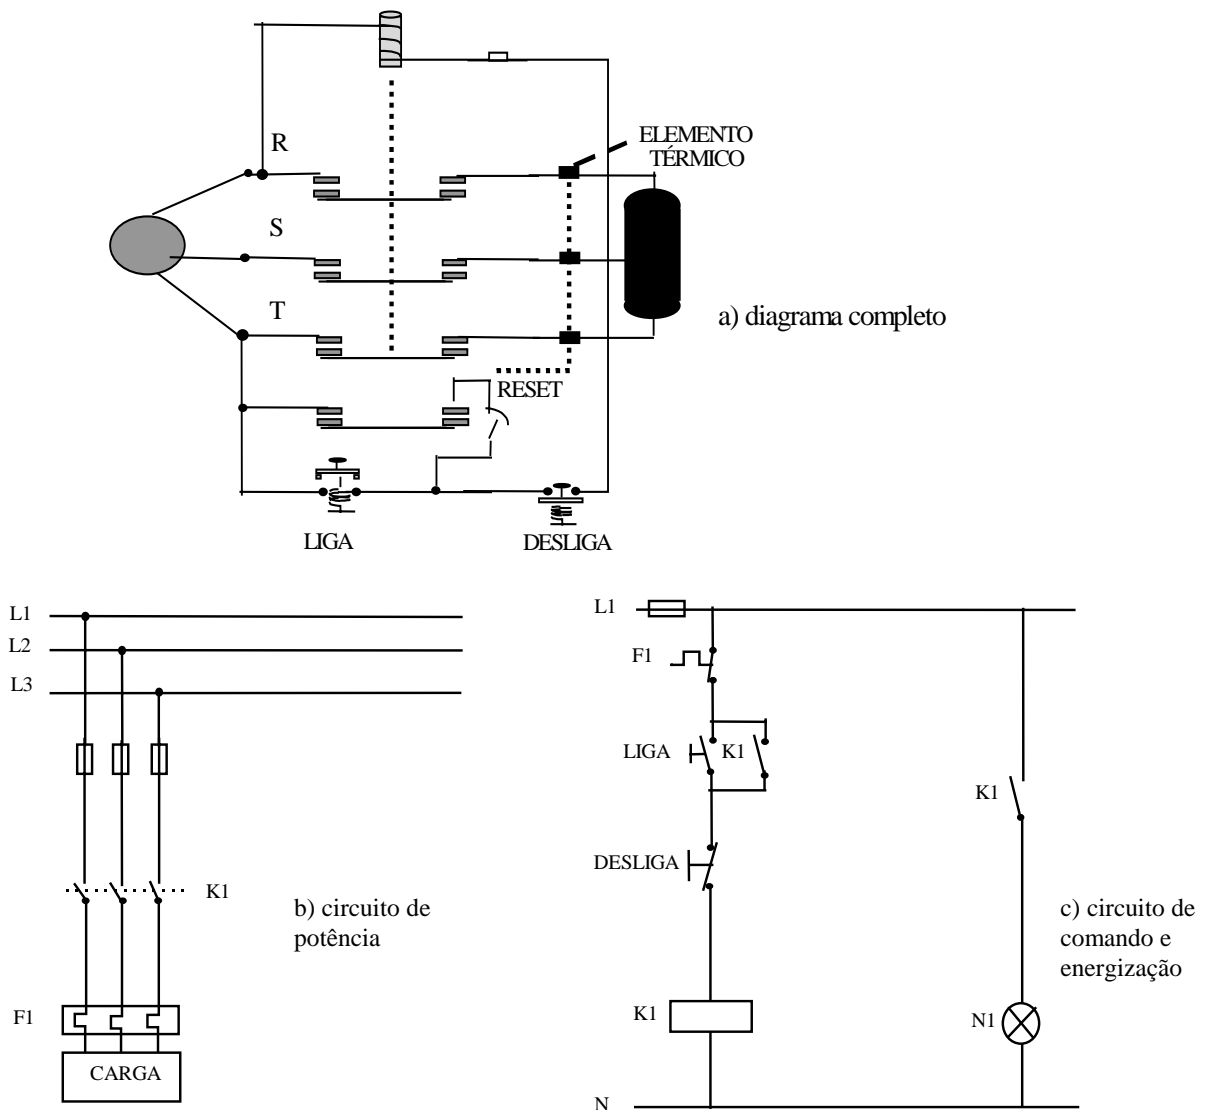 R
ELEMENTO
TÉRMICO
S
T
a) diagrama completo
RESET
LIGA
DESLIGA
L1
L2
L3
K1
b) circuito de
potência
F1
CARGA
L1
F1
LIGA
K1
K1
DESLIGA
c) circuito de
comando e
energização
K1
N1
N